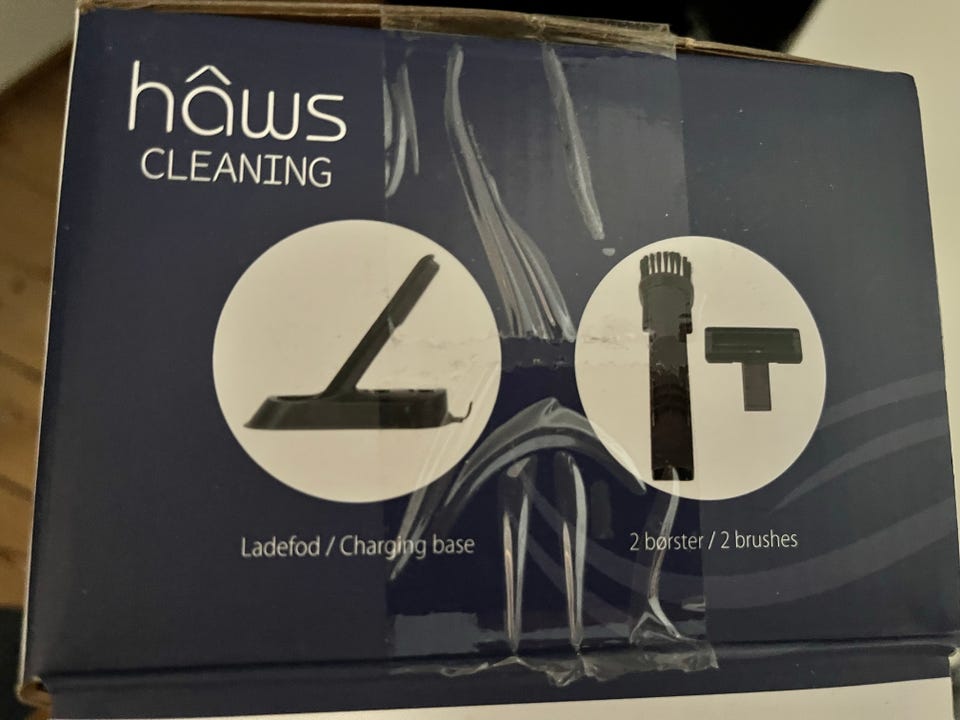 hâws
CLEANING
Ladefod / Charging base
2 børster / 2 brushes